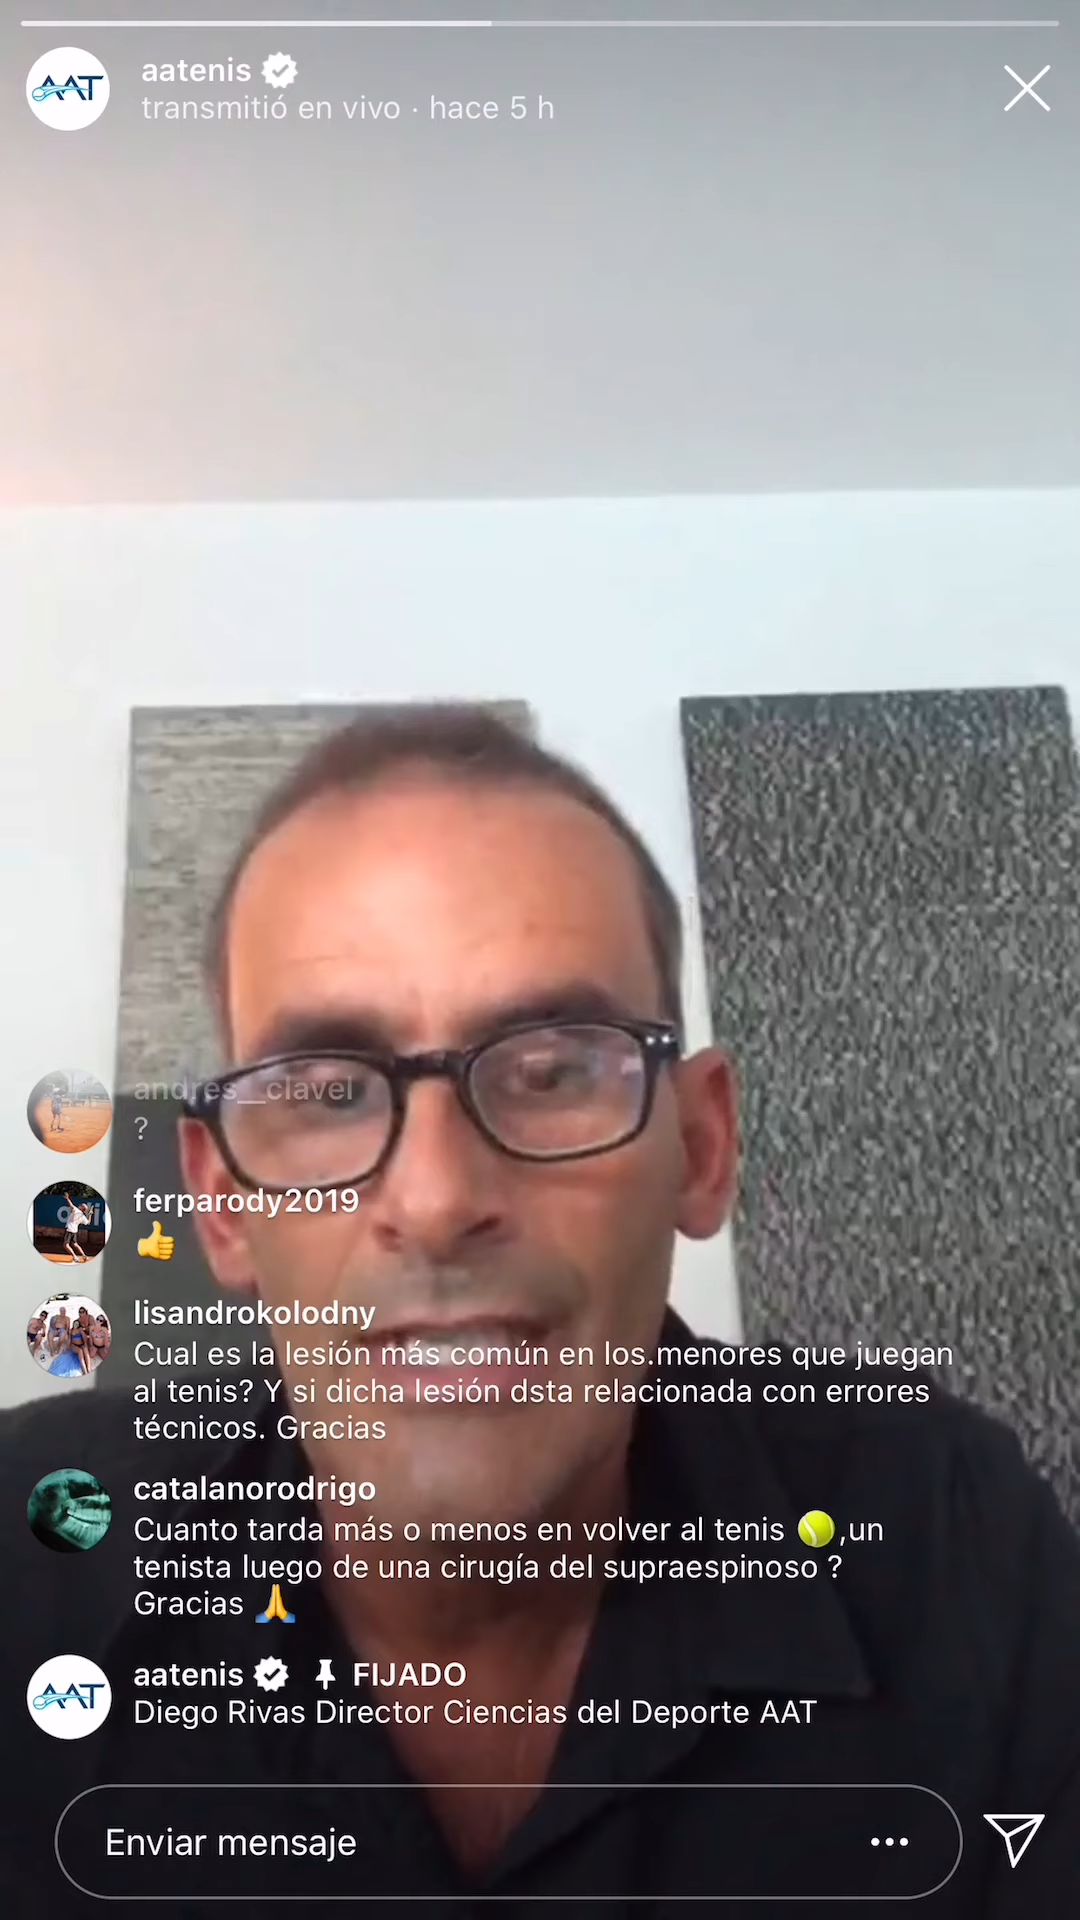 AAT
aatenis
transmitió en vivo · hace 5 h
andres__clavel
?
ferparody2019
👍
lisandrokolodny
Cual es la lesión más común en los.menores que juegan
al tenis? Y si dicha lesión dsta relacionada con errores
técnicos. Gracias
catalanorodrigo
Cuanto tarda más o menos en volver al tenis 🎾,un
tenista luego de una cirugía del supraespinoso ?
Gracias 🙏
AAT
aatenis FIJADO
Diego Rivas Director Ciencias del Deporte AAT
Enviar mensaje